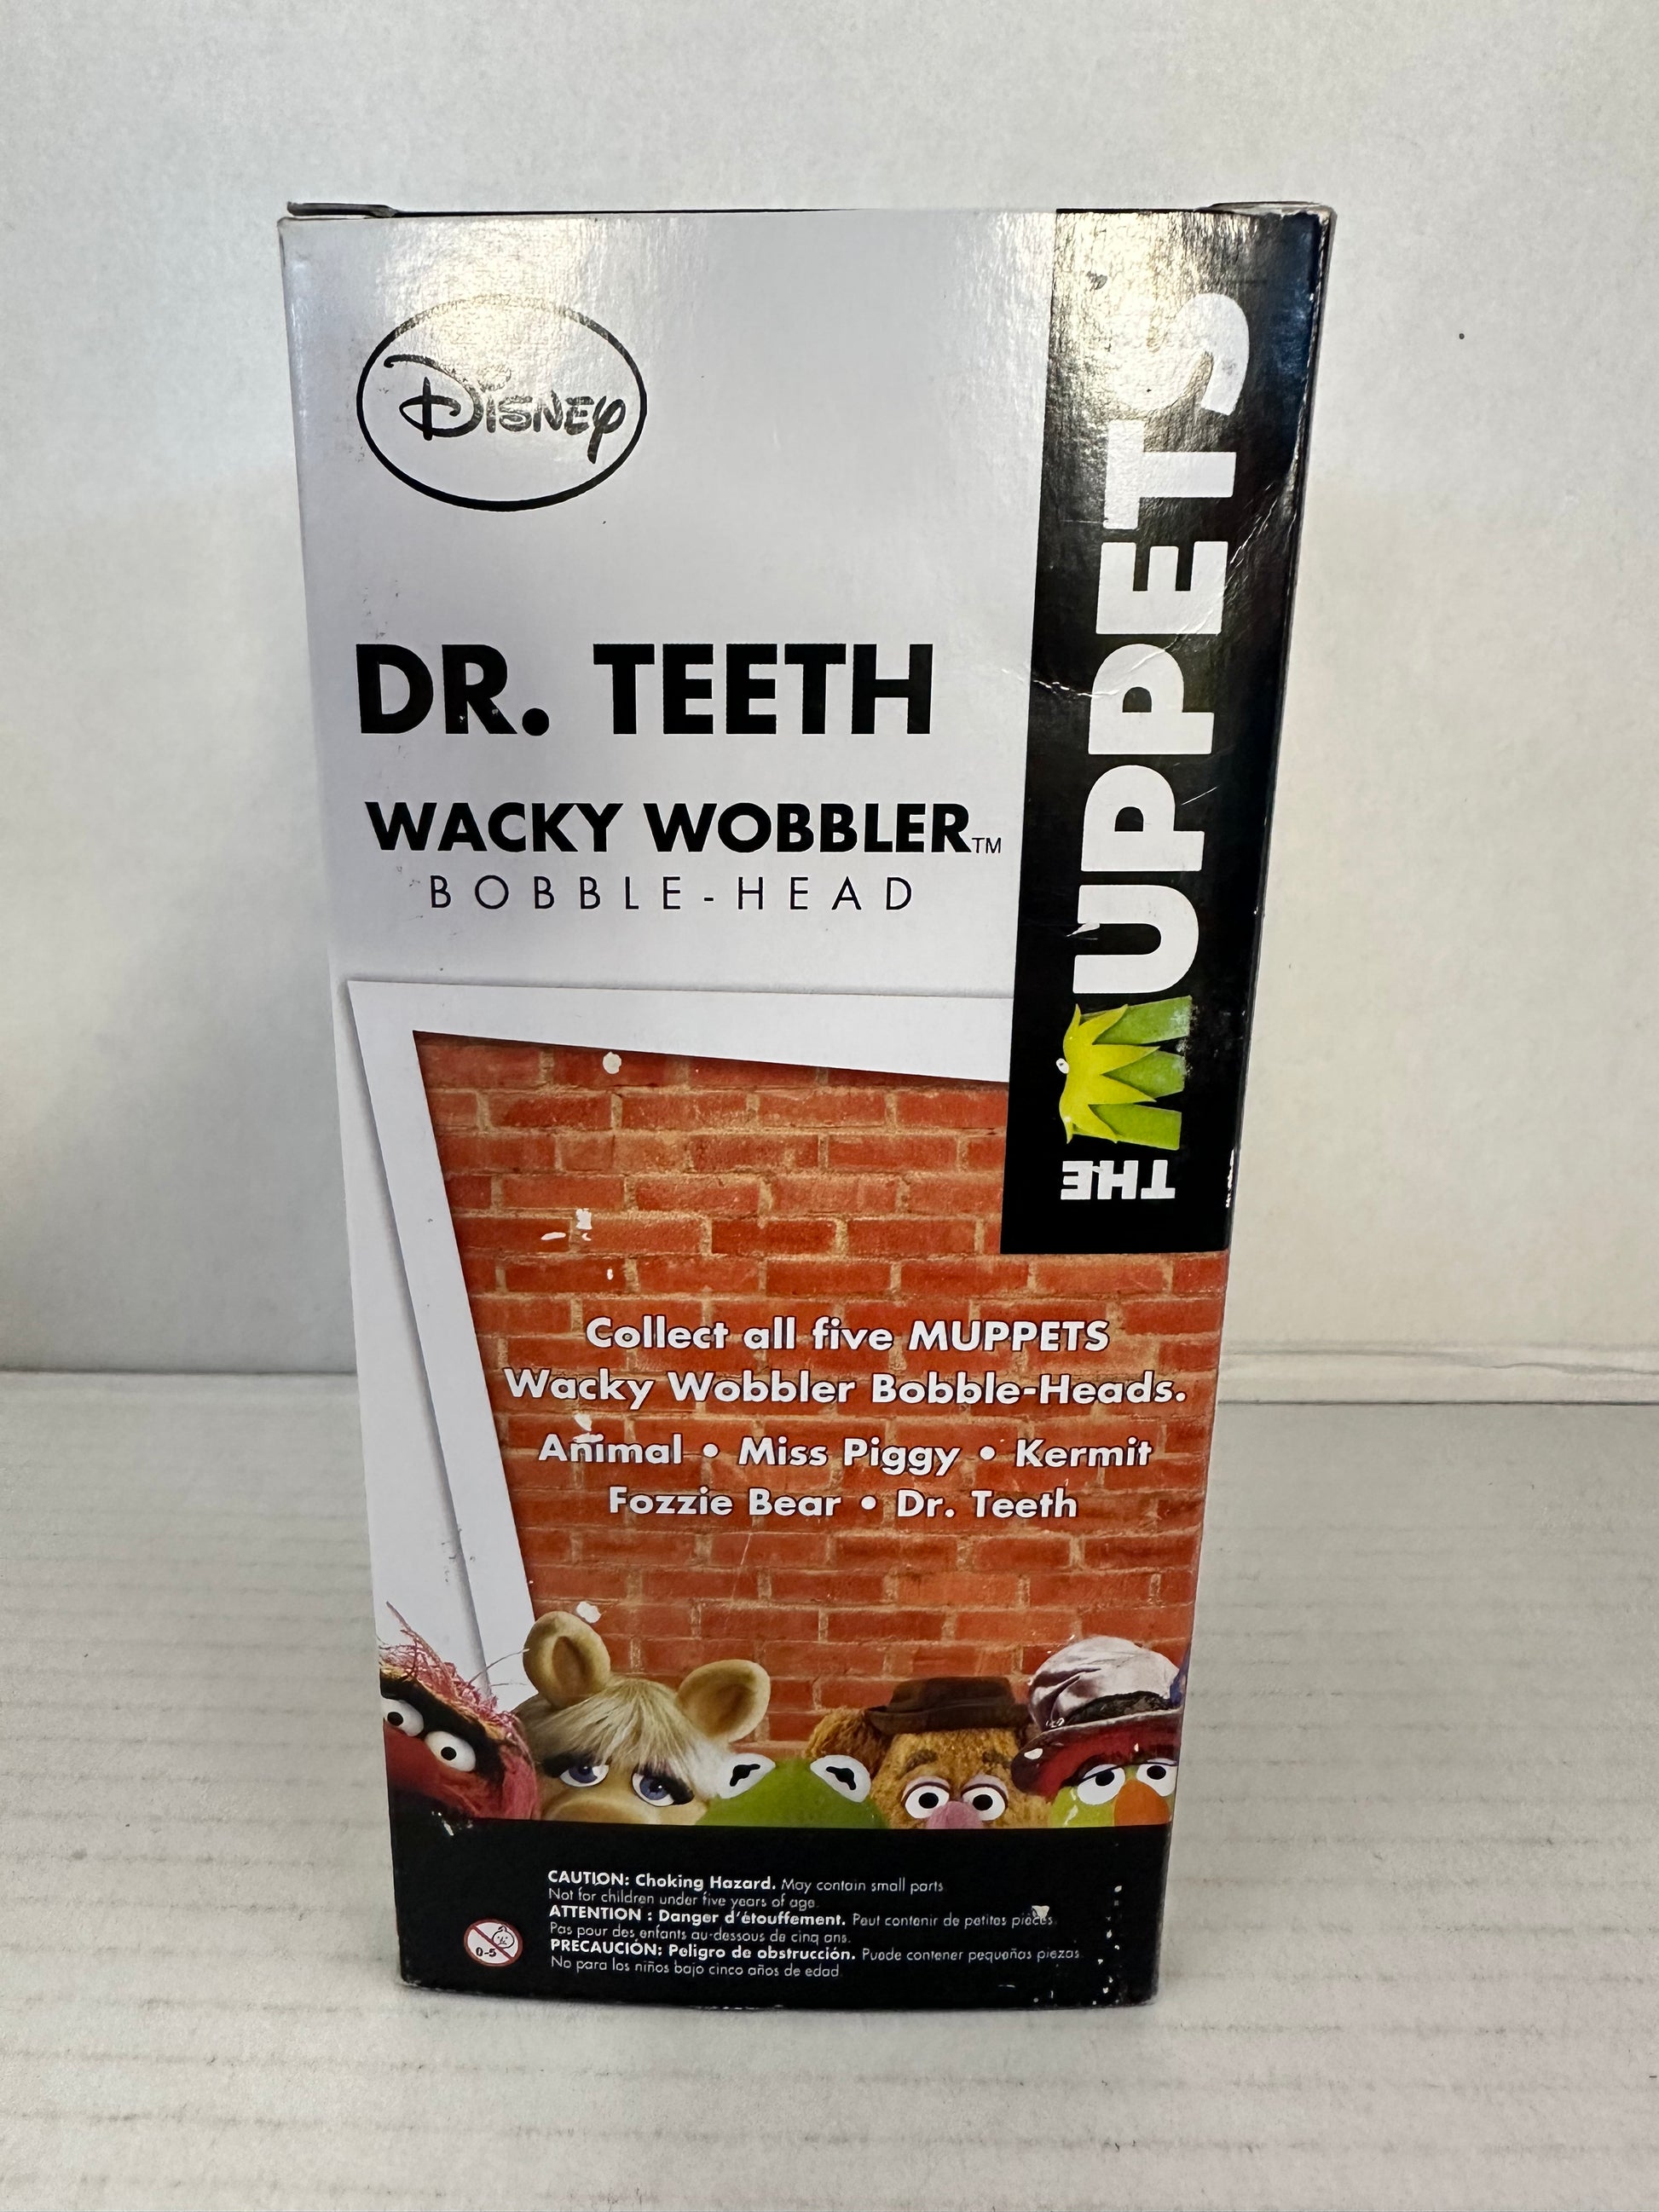 Disney
THE MUPPETS
DR. TEETH
WACKY WOBBLER™
BOBBLE-HEAD
Collect all five MUPPETS
Wacky Wobbler Bobble-Heads.
Animal • Miss Piggy • Kermit
Fozzie Bear • Dr. Teeth
CAUTION: Choking Hazard. May contain small parts
Not for children under five years of age.
ATTENTION : Danger d'étouffement. Peut contenir de petites pièces.
Pas pour des enfants au-dessous de cinq ans.
PRECAUCIÓN: Peligro de obstrucción. Puede contener pequeñas piezas.
No para los niños bajo cinco años de edad.
0-5